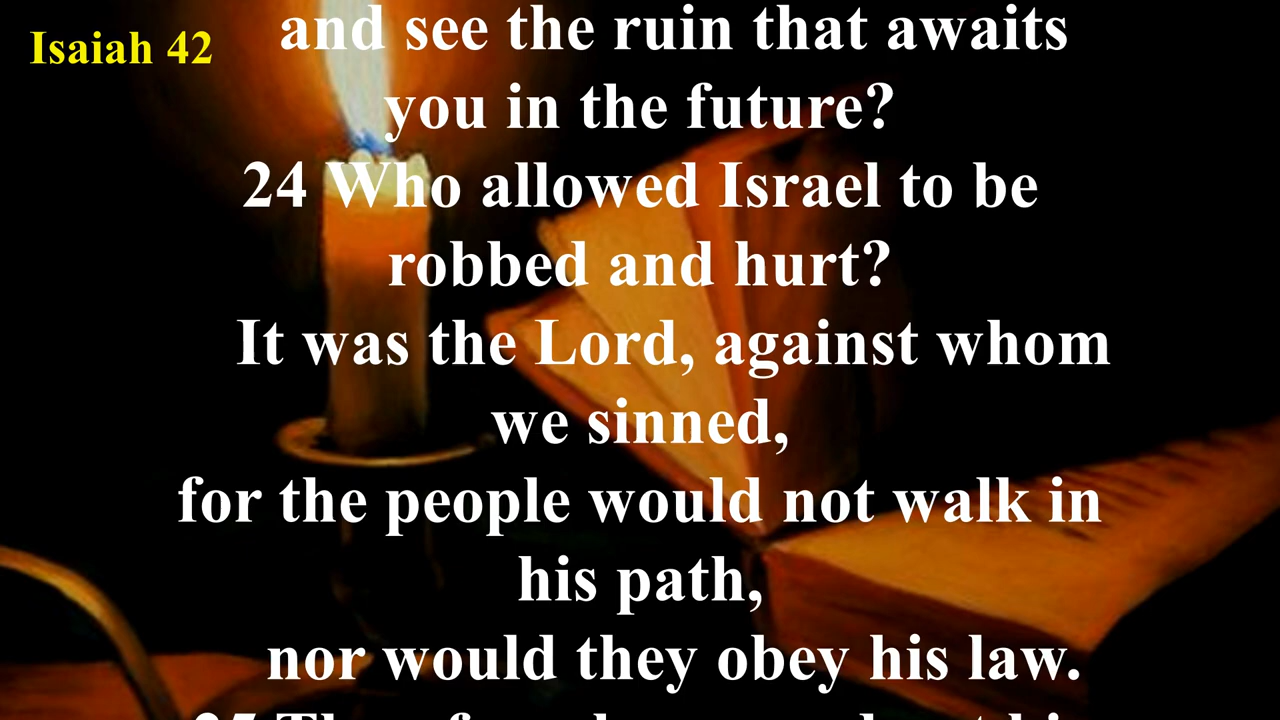 Isaiah 42
and see the ruin that awaits
you in the future?
24 Who allowed Israel to be
robbed and hurt?
It was the Lord, against whom
we sinned,
for the people would not walk in
his path,
nor would they obey his law.